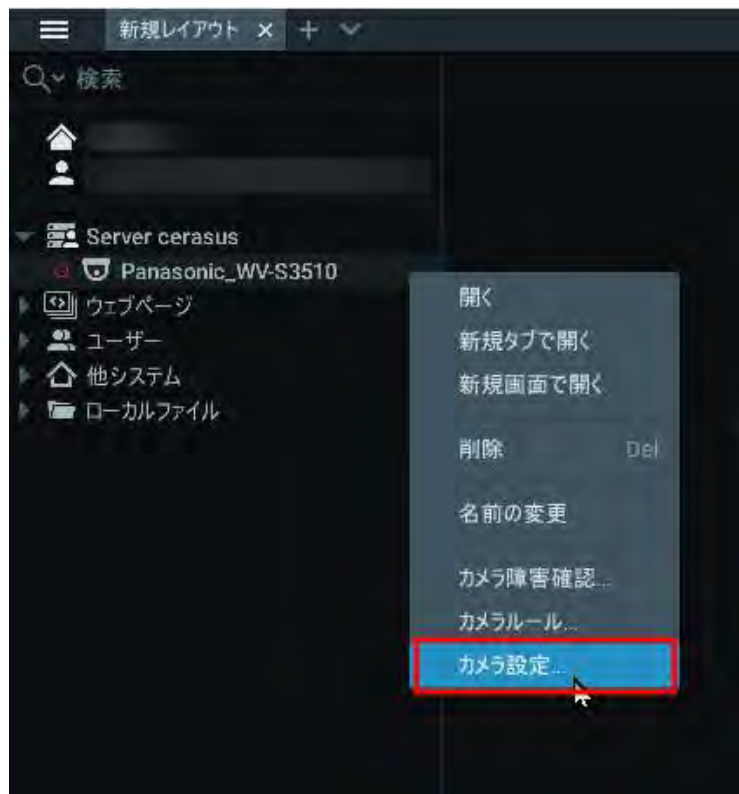 新規レイアウト
検索
Server cerasus
Panasonic_WV-S3510
ウェブページ
ユーザー
他システム
ローカルファイル
開く
新規タブで開く
新規画面で開く
削除 Del
名前の変更
カメラ障害確認...
カメラルール...
カメラ設定...